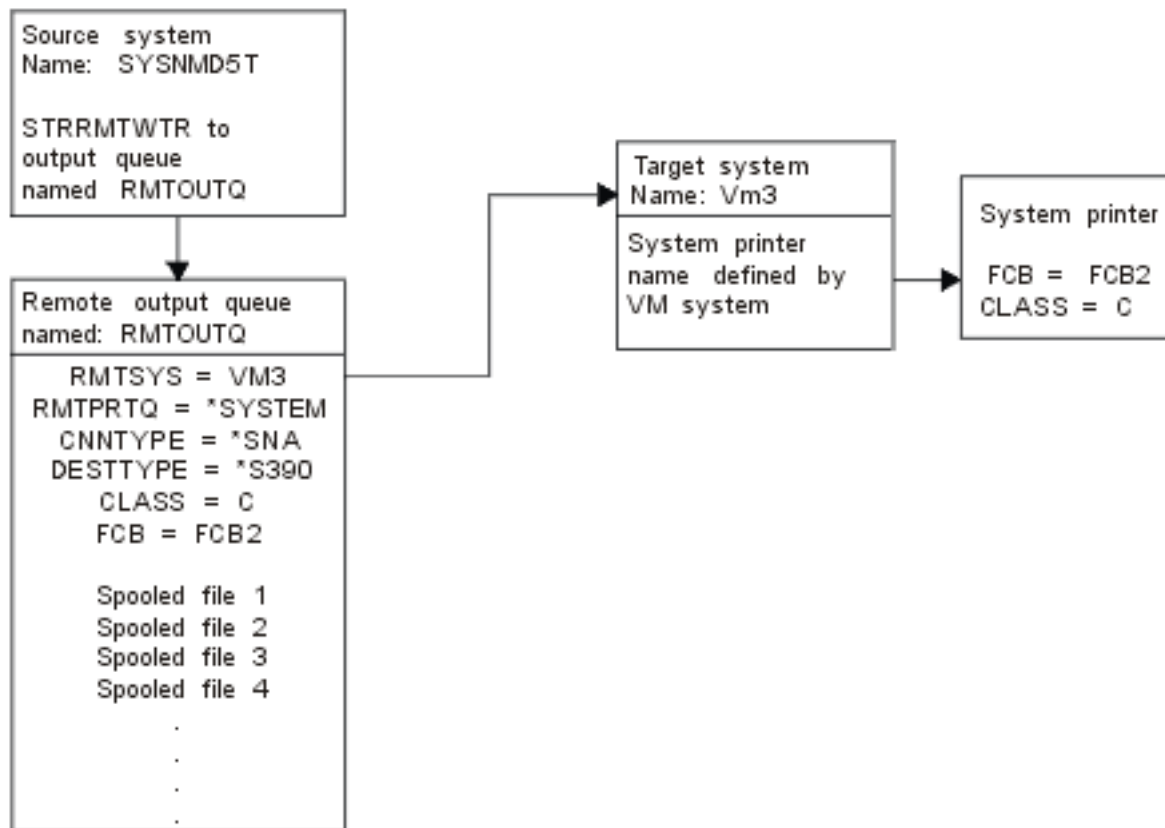 Source system
Name: SYSNMD5T
STRRMTWTR to
output queue
named RMTOUTQ
Remote output queue
named: RMTOUTQ
RMTSYS = VM3
RMTPRTQ = *SYSTEM
CNNTYPE = *SNA
DESTTYPE = *S390
CLASS = C
FCB = FCB2
Spooled file 1
Spooled file 2
Spooled file 3
Spooled file 4
.
.
.
.
Target system
Name: Vm3
System printer
name defined by
VM system
System printer
FCB = FCB2
CLASS = C